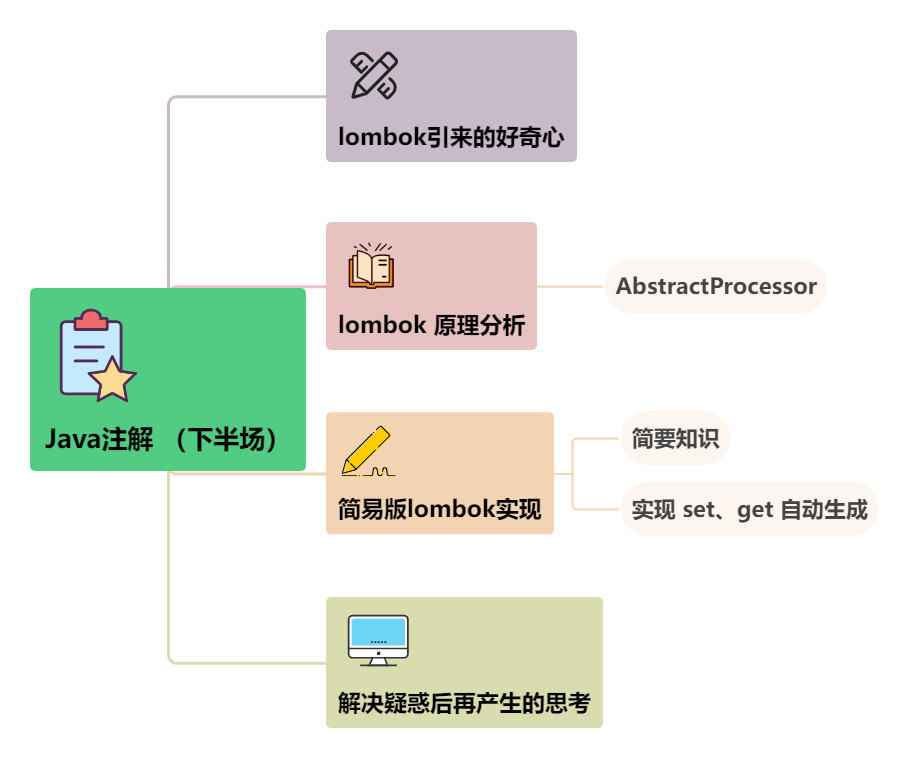 lombok引来的好奇心
lombok 原理分析
AbstractProcessor
Java注解 （下半场）
简易版lombok实现
简要知识
实现 set、get 自动生成
解决疑惑后再产生的思考